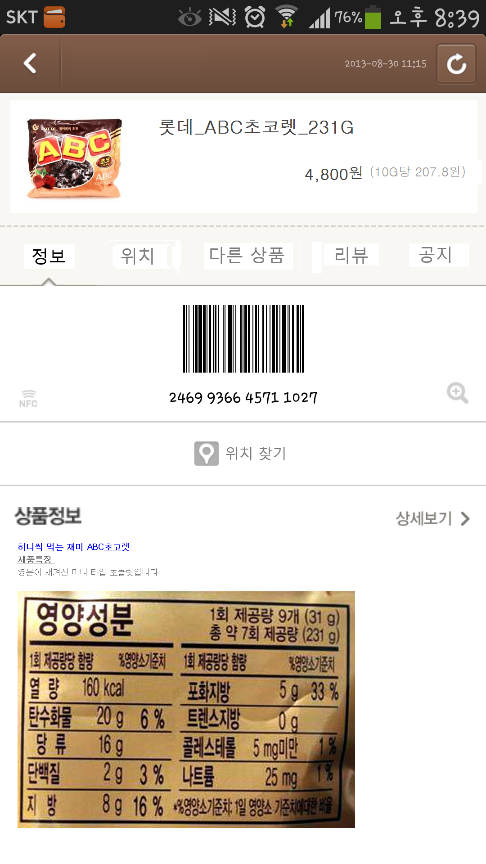 SKT 76% 오후 8:39
2013-08-30 11:15
ABC
롯데_ABC초코렛_231G
4,800원 (10G당 207.8원)
정보 위치 다른 상품 리뷰 공지
NFC
2469 9366 4571 1027
위치 찾기
상품정보 상세보기
하나씩 먹는 재미 ABC초코렛
제품특징
영양성분 1회 제공량 9개 (31 g)
총 약 7회 제공량 (231 g)
1회 제공량당 함량 %영양소기준치 1회 제공량당 함량 %영양소기준치
열 량 160 kcal 포화지방 5 g 33 %
탄수화물 20 g 6 % 트랜스지방 0 g
당 류 16 g 콜레스테롤 5 mg미만 1 %
단백질 2 g 3 % 나트륨 25 mg 1 %
지 방 8 g 16 % *%영양소기준치: 1일 영양소 기준치에대한 비율